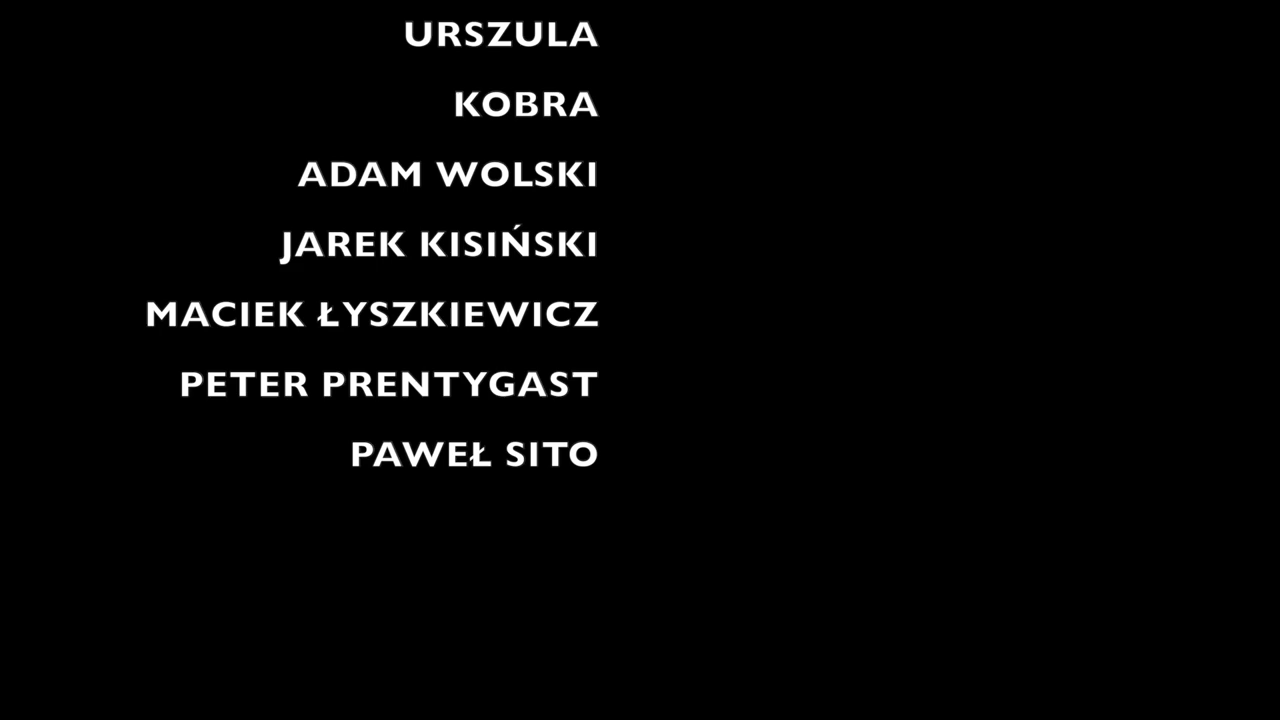 URSZULA
KOBRA
ADAM WOLSKI
JAREK KISIŃSKI
MACIEK ŁYSZKIEWICZ
PETER PRENTYGAST
PAWEŁ SITO